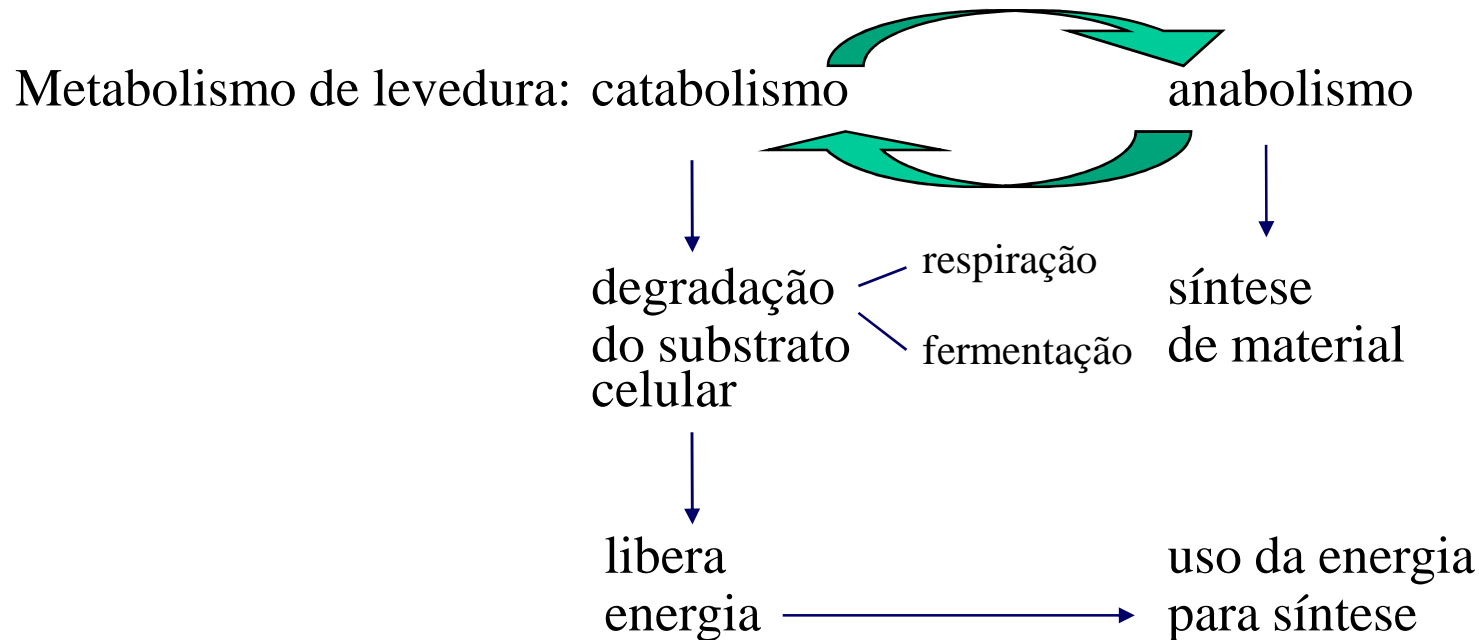 Metabolismo de levedura: catabolismo anabolismo
degradação
do substrato
celular
respiração
fermentação
síntese
de material
libera
energia
uso da energia
para síntese